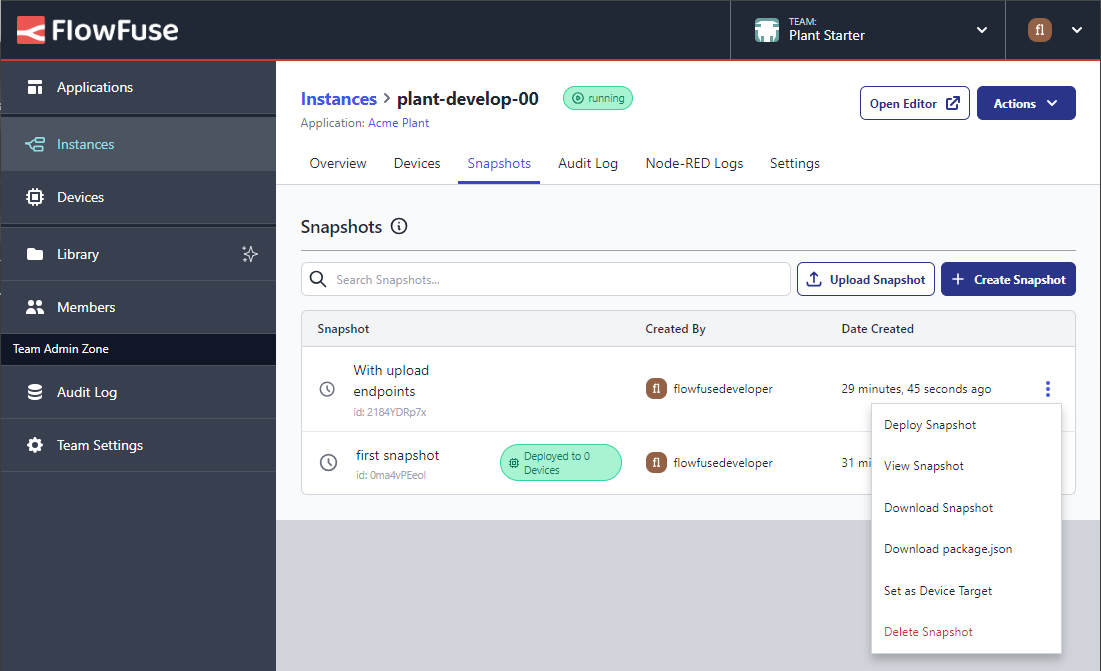 FlowFuse
TEAM:
Plant Starter
fl
Applications
Instances
Devices
Library
Members
Team Admin Zone
Audit Log
Team Settings
Instances > plant-develop-00
running
Application: Acme Plant
Open Editor
Actions
Overview Devices Snapshots Audit Log Node-RED Logs Settings
Snapshots
Search Snapshots...
Upload Snapshot
+ Create Snapshot
Snapshot Created By Date Created
With upload
endpoints
id: 2184YDRp7x
fl flowfusedeveloper
29 minutes, 45 seconds ago
first snapshot
id: 0ma4vPEeol
Deployed to 0
Devices
fl flowfusedeveloper
31 mi
Deploy Snapshot
View Snapshot
Download Snapshot
Download package.json
Set as Device Target
Delete Snapshot